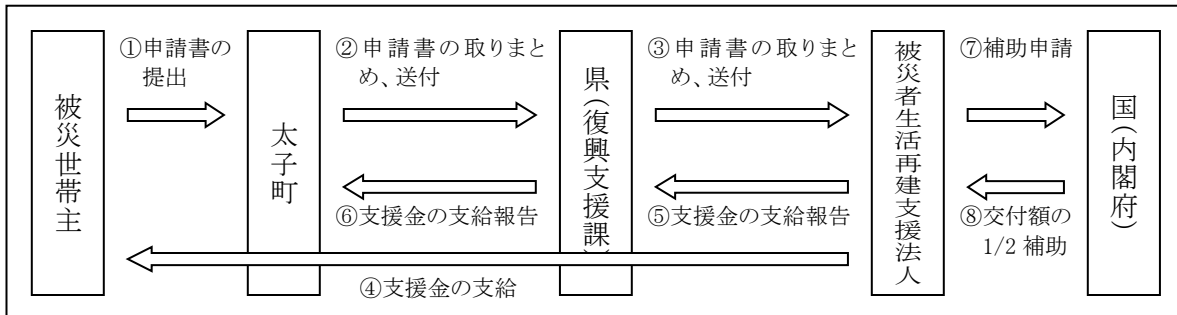 ①申請書の
提出
②申請書の取りまと
め、送付
③申請書の取りまと
め、送付
⑦補助申請
被災世帯主
太子町
県（復興支援課）
被災者生活再建支援法人
国（内閣府）
⑥支援金の支給報告
⑤支援金の支給報告
⑧交付額の
1/2 補助
④支援金の支給